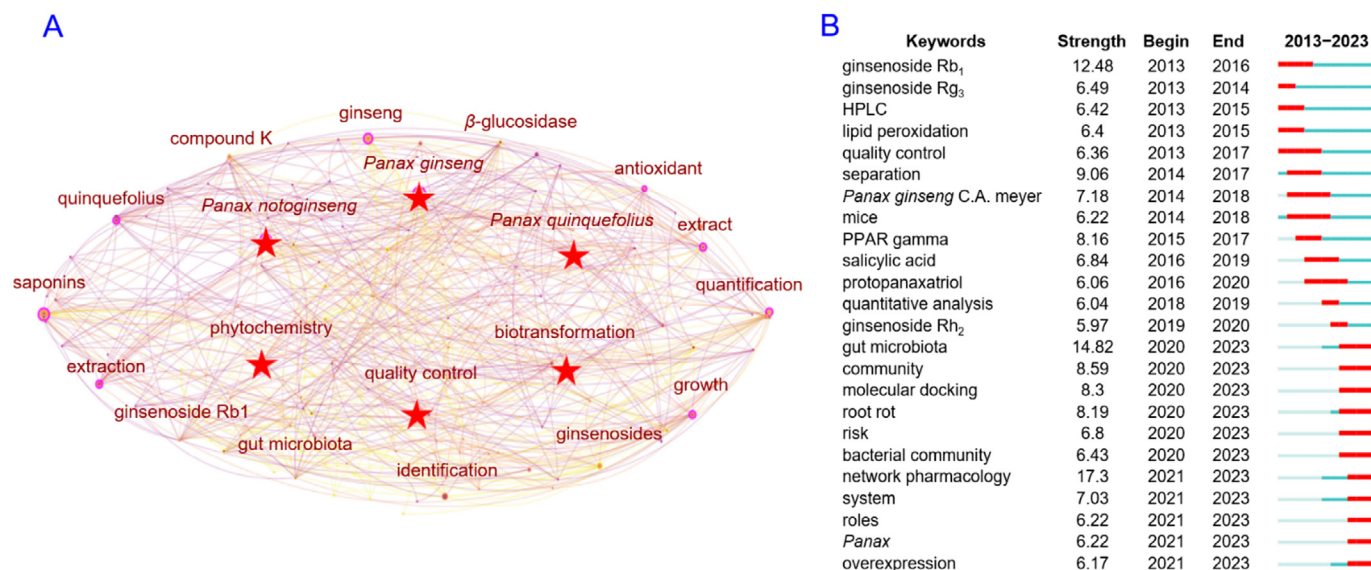 A
ginseng
β-glucosidase
compound K
Panax ginseng
antioxidant
quinquefolius
Panax notoginseng
Panax quinquefolius
extract
saponins
quantification
phytochemistry
biotransformation
extraction
quality control
growth
ginsenoside Rb1
ginsenosides
gut microbiota
identification
B
Keywords Strength Begin End 2013−2023
ginsenoside Rb₁ 12.48 2013 2016
ginsenoside Rg₃ 6.49 2013 2014
HPLC 6.42 2013 2015
lipid peroxidation 6.4 2013 2015
quality control 6.36 2013 2017
separation 9.06 2014 2017
Panax ginseng C.A. meyer 7.18 2014 2018
mice 6.22 2014 2018
PPAR gamma 8.16 2015 2017
salicylic acid 6.84 2016 2019
protopanaxatriol 6.06 2016 2020
quantitative analysis 6.04 2018 2019
ginsenoside Rh₂ 5.97 2019 2020
gut microbiota 14.82 2020 2023
community 8.59 2020 2023
molecular docking 8.3 2020 2023
root rot 8.19 2020 2023
risk 6.8 2020 2023
bacterial community 6.43 2020 2023
network pharmacology 17.3 2021 2023
system 7.03 2021 2023
roles 6.22 2021 2023
Panax 6.22 2021 2023
overexpression 6.17 2021 2023